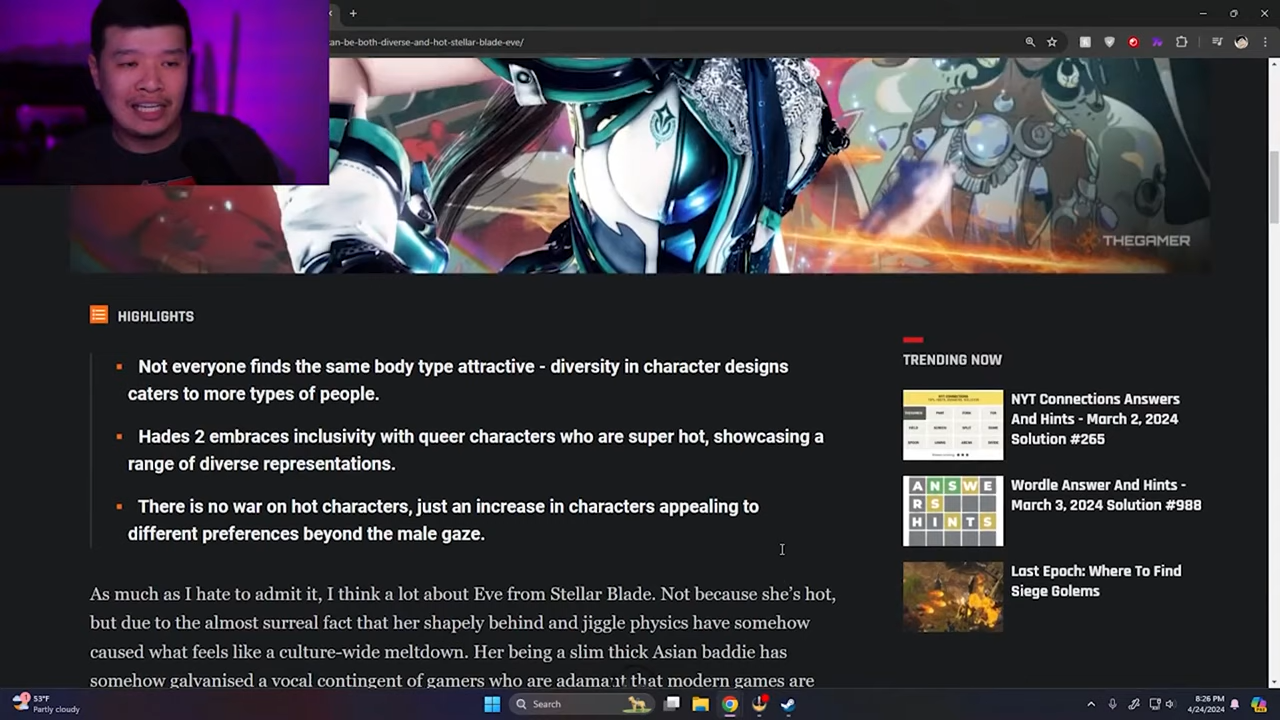 an-be-both-diverse-and-hot-stellar-blade-eve/
THEGAMER
HIGHLIGHTS
Not everyone finds the same body type attractive - diversity in character designs
caters to more types of people.
Hades 2 embraces inclusivity with queer characters who are super hot, showcasing a
range of diverse representations.
There is no war on hot characters, just an increase in characters appealing to
different preferences beyond the male gaze.
As much as I hate to admit it, I think a lot about Eve from Stellar Blade. Not because she's hot,
but due to the almost surreal fact that her shapely behind and jiggle physics have somehow
caused what feels like a culture-wide meltdown. Her being a slim thick Asian baddie has
somehow galvanised a vocal contingent of gamers who are adamant that modern games are
TRENDING NOW
NYT Connections Answers
And Hints - March 2, 2024
Solution #265
ANSWE
RS
HINTS
Wordle Answer And Hints -
March 3, 2024 Solution #988
Last Epoch: Where To Find
Siege Golems
1
53°F
Partly cloudy
Search
8:26 PM
4/24/2024